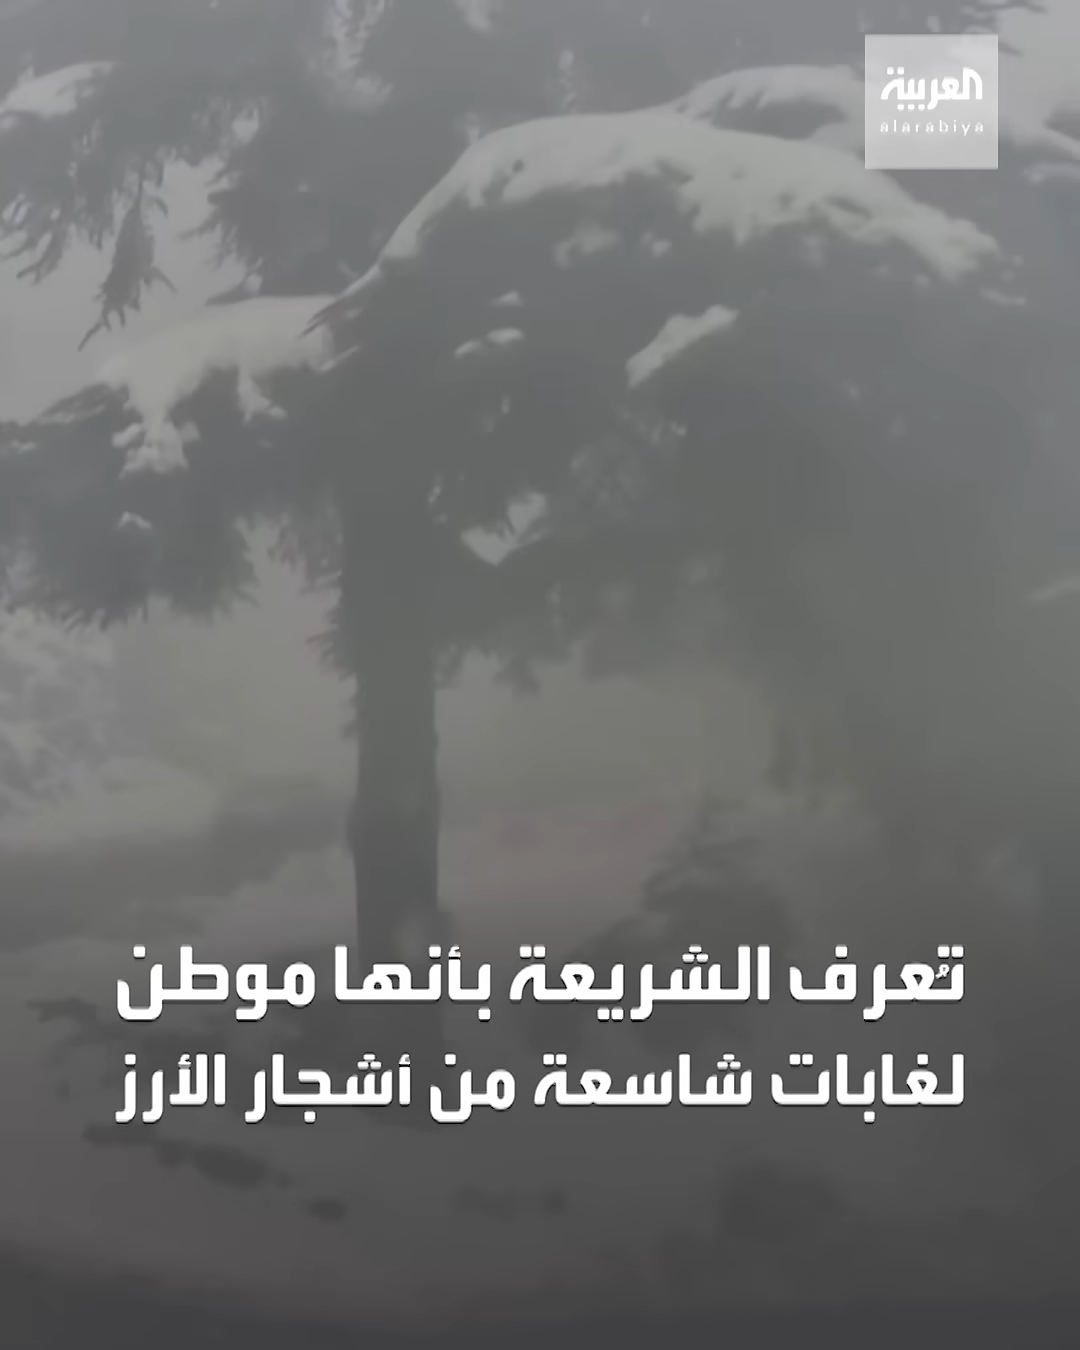 العربية
alarabiya
تُعرف الشريعة بأنها موطن
لغابات شاسعة من أشجار الأرز